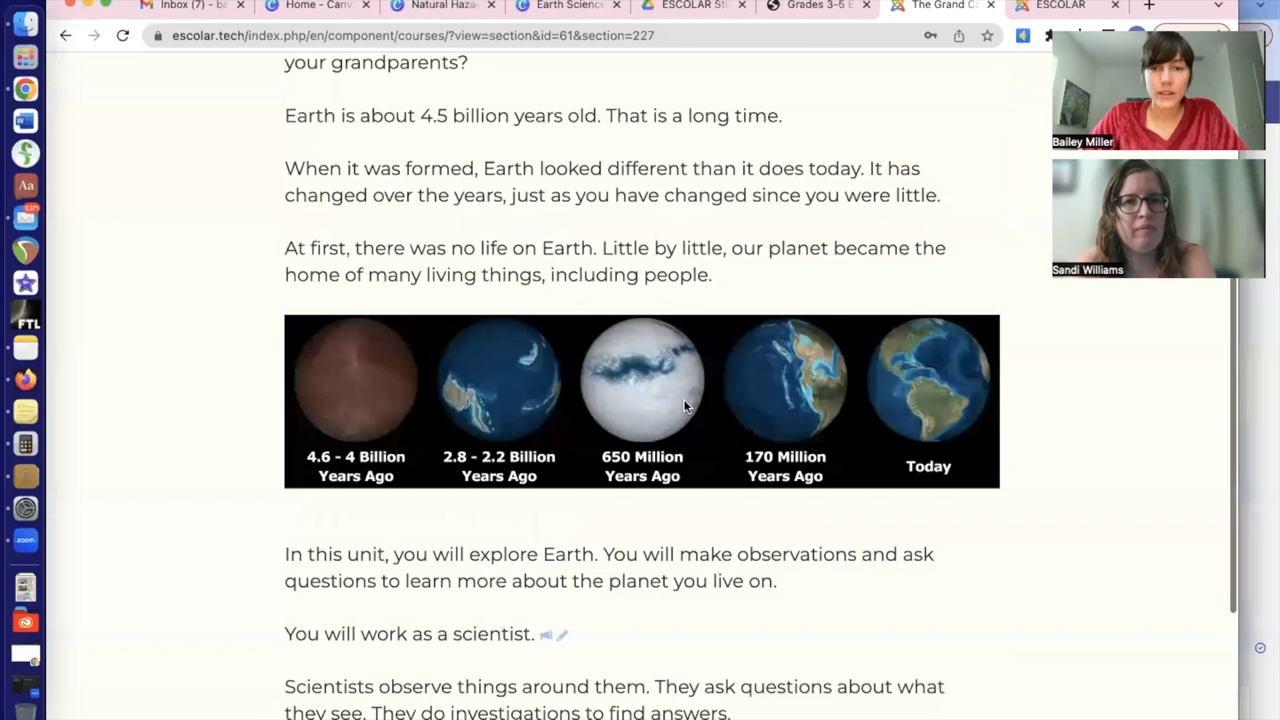 Inbox (7) - ba
Home - Canv
Natural Haza
Earth Scienc
ESCOLAR St
Grades 3-5 E
The Grand C
ESCOLAR
escolar.tech/index.php/en/component/courses/?view=section&id=61&section=227
your grandparents?
Earth is about 4.5 billion years old. That is a long time.
When it was formed, Earth looked different than it does today. It has
changed over the years, just as you have changed since you were little.
At first, there was no life on Earth. Little by little, our planet became the
home of many living things, including people.
4.6 - 4 Billion
Years Ago
2.8 - 2.2 Billion
Years Ago
650 Million
Years Ago
170 Million
Years Ago
Today
In this unit, you will explore Earth. You will make observations and ask
questions to learn more about the planet you live on.
You will work as a scientist.
Scientists observe things around them. They ask questions about what
they see. They do investigations to find answers.
Bailey Miller
Sandi Williams
Aa
FTL
zoom